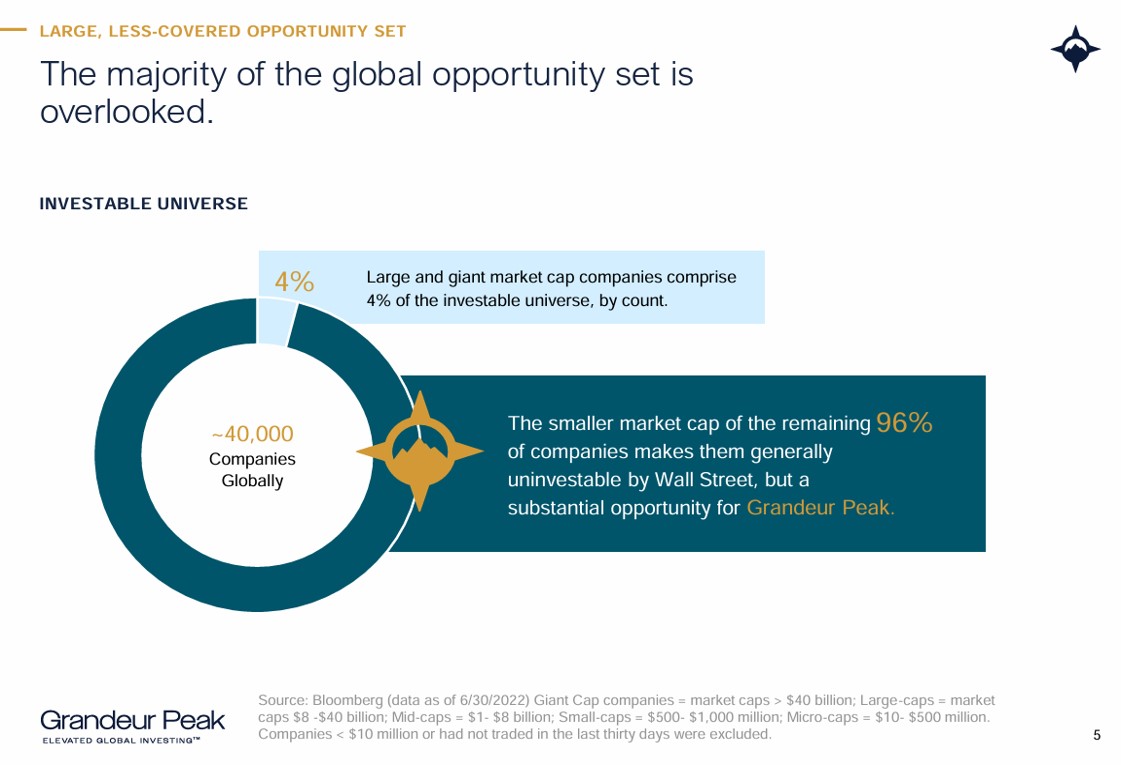 LARGE, LESS-COVERED OPPORTUNITY SET
The majority of the global opportunity set is
overlooked.
INVESTABLE UNIVERSE
4%
Large and giant market cap companies comprise
4% of the investable universe, by count.
~40,000
Companies
Globally
The smaller market cap of the remaining 96%
of companies makes them generally
uninvestable by Wall Street, but a
substantial opportunity for Grandeur Peak.
Source: Bloomberg (data as of 6/30/2022) Giant Cap companies = market caps > $40 billion; Large-caps = market
caps $8 -$40 billion; Mid-caps = $1- $8 billion; Small-caps = $500- $1,000 million; Micro-caps = $10- $500 million.
Companies < $10 million or had not traded in the last thirty days were excluded.
Grandeur Peak
ELEVATED GLOBAL INVESTING™
5